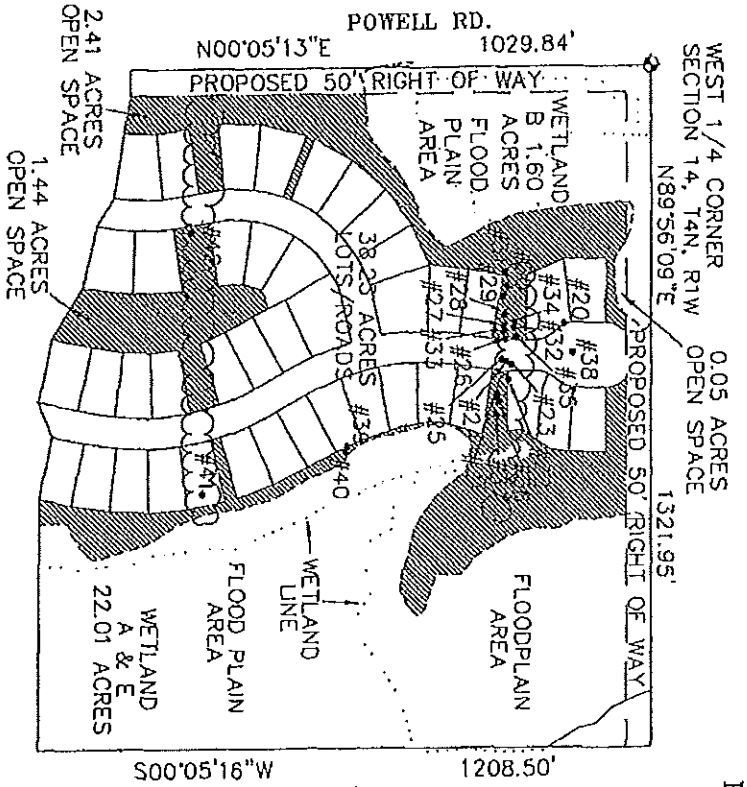 POWELL RD.
N00°05'13"E 1029.84'
PROPOSED 50' RIGHT OF WAY
WEST 1/4 CORNER
SECTION 14, T4N, R1W
N89°56'09"E 1321.95'
PROPOSED 50' RIGHT OF WAY
0.05 ACRES
OPEN SPACE
2.41 ACRES
OPEN SPACE
1.44 ACRES
OPEN SPACE
WETLAND
B 1.60
ACRES
FLOOD
PLAIN
AREA
38.23 ACRES
LOTS/ROADS
#20
#38
#34
#32
#35
#29
#28
#27
#33
#26
#23
#25
#39
#40
#41
WETLAND
LINE
FLOODPLAIN
AREA
FLOOD PLAIN
AREA
WETLAND
A & E
22.01 ACRES
S00°05'16"W 1208.50'